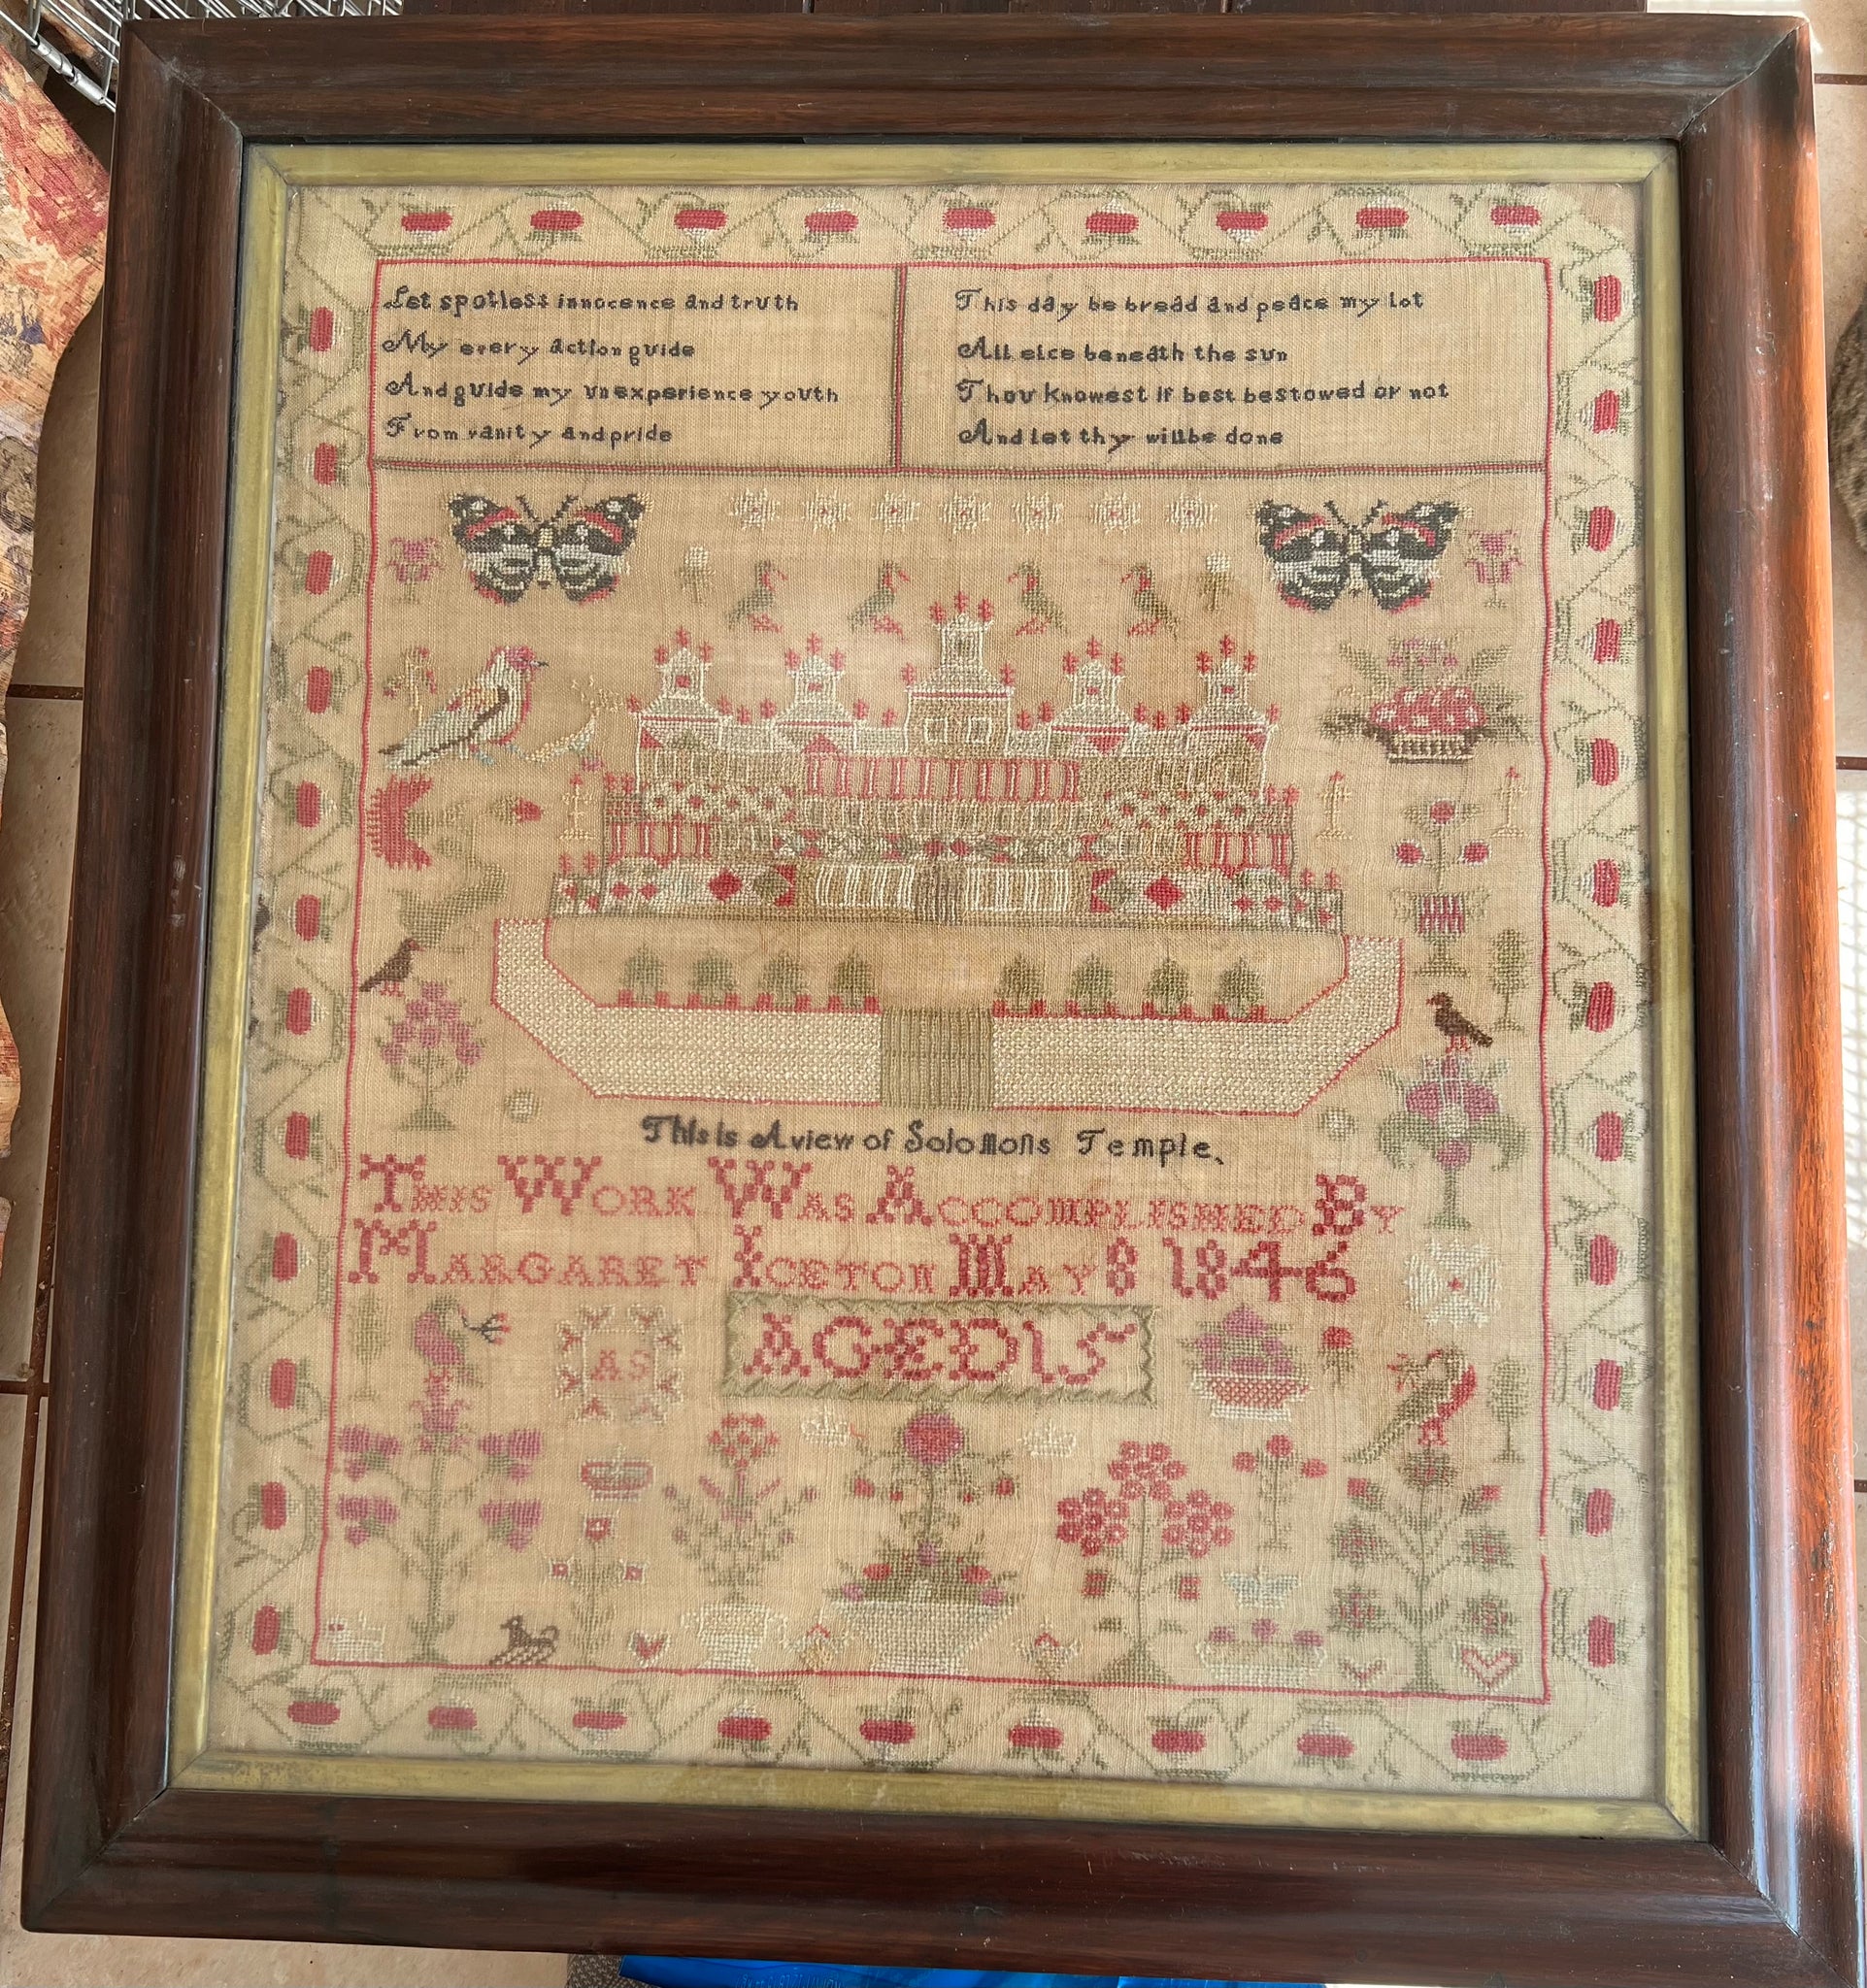 Let spotless innocence and truth
My every action guide
And guide my unexperience youth
From vanity and pride
This day be bread and peace my lot
All elce beneath the sun
Thou knowest if best bestowed or not
And let thy will be done
This is A view of Solomons Temple
This Work Was Accomplished By
Margaret Iceton May 8 1846
AS
AGED 15